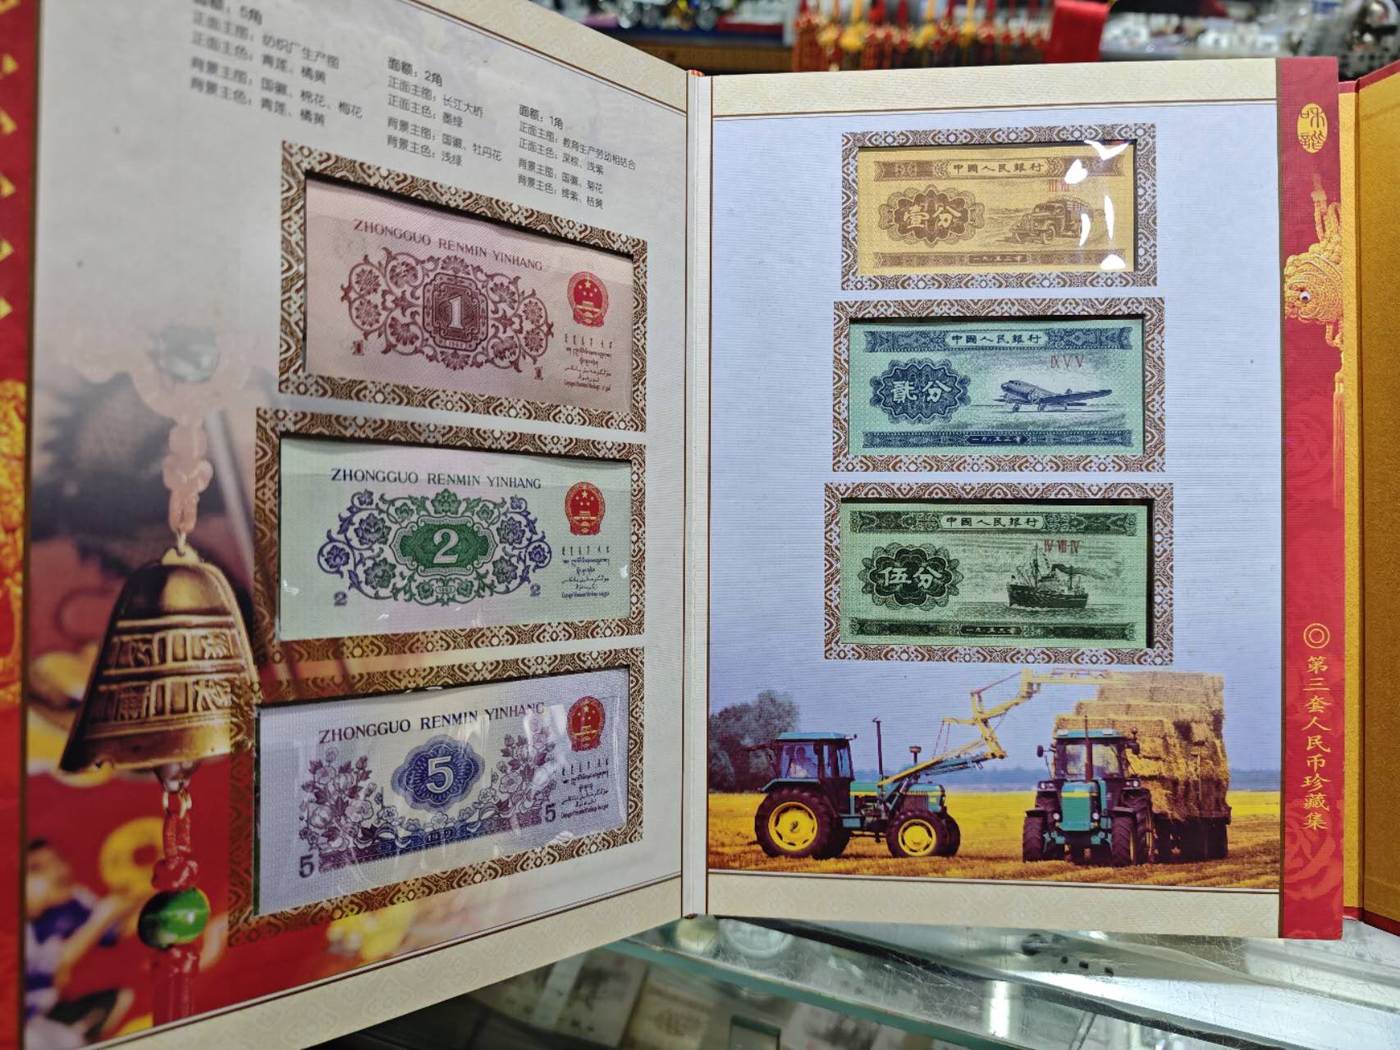 面额：5角
正面主图：纺织厂生产图
正面主色：青莲、橘黄
背景主图：国徽、棉花、梅花
背景主色：青莲、橘黄
面额：2角
正面主图：长江大桥
正面主色：墨绿
背景主图：国徽、牡丹花
背景主色：浅绿
面额：1角
正面主图：教育生产劳动相结合
正面主色：深棕、浅紫
背景主图：国徽、菊花
背景主色：棕紫、枯黄
ZHONGGUO RENMIN YINHANG
1
1
1
ZHONGGUO RENMIN YINHANG
2
2
2
ZHONGGUO RENMIN YINHANG
5
5
5
中國人民銀行
壹分
一九五三年
中國人民銀行
IX V V
貳分
一九五三年
中國人民銀行
IV VII IV
伍分
一九五三年
第三套人民币珍藏集